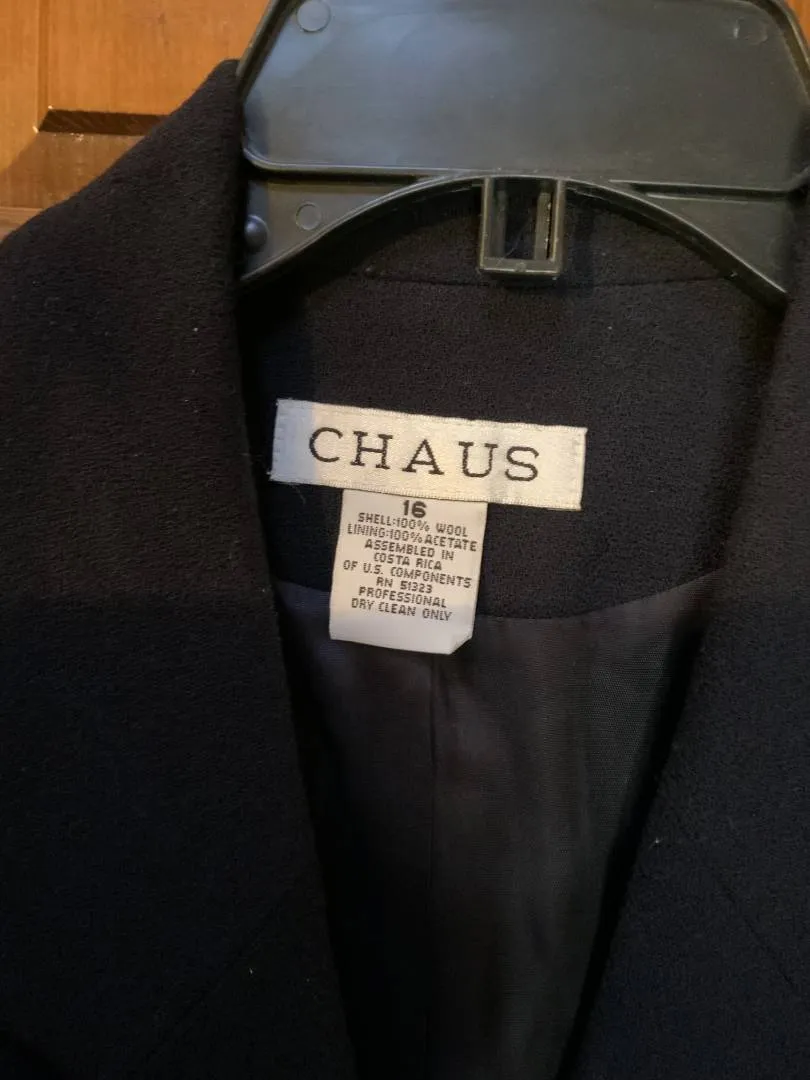 CHAUS
16
SHELL:100% WOOL
LINING:100% ACETATE
ASSEMBLED IN
COSTA RICA
OF U.S. COMPONENTS
RN 51323
PROFESSIONAL
DRY CLEAN ONLY